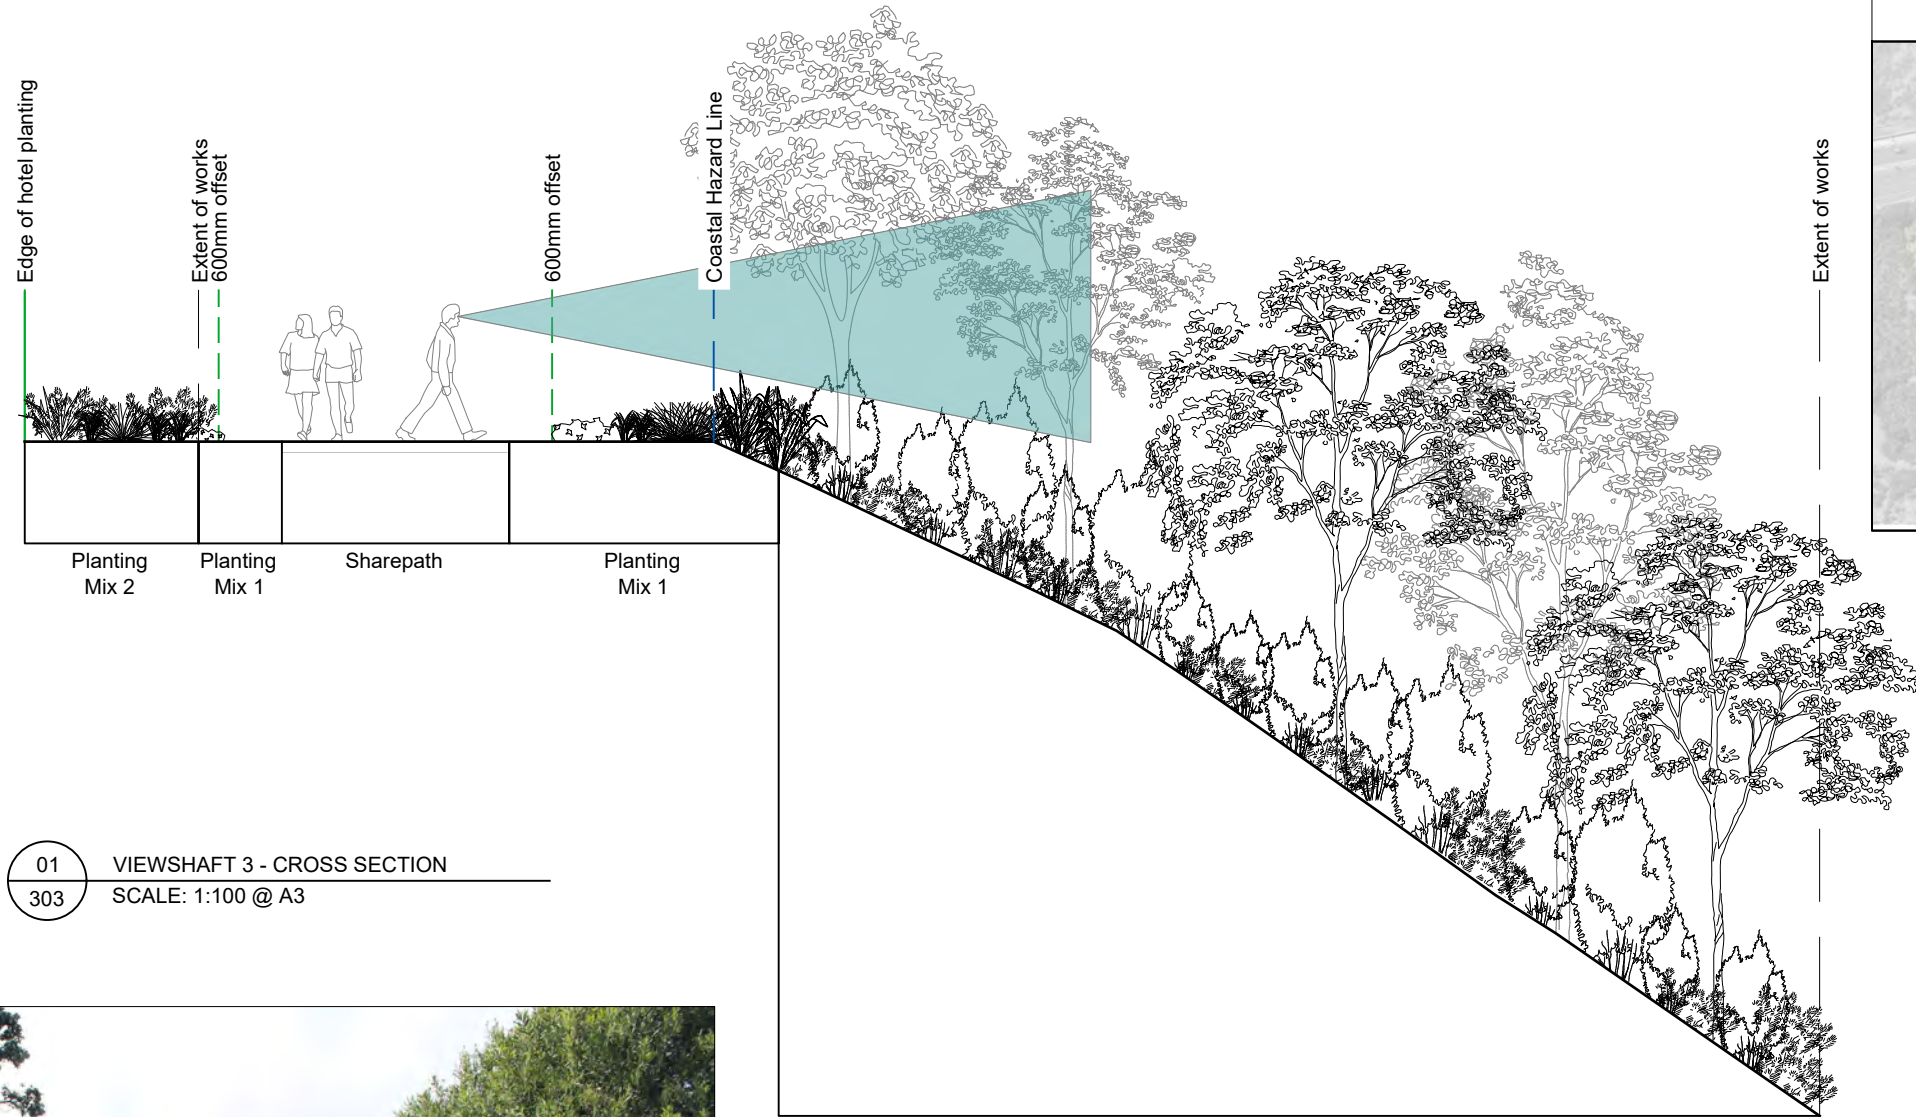 Edge of hotel planting
Extent of works
600mm offset
600mm offset
Coastal Hazard Line
Extent of works
Planting
Mix 2
Planting
Mix 1
Sharepath
Planting
Mix 1
01
303
VIEWSHAFT 3 - CROSS SECTION
SCALE: 1:100 @ A3